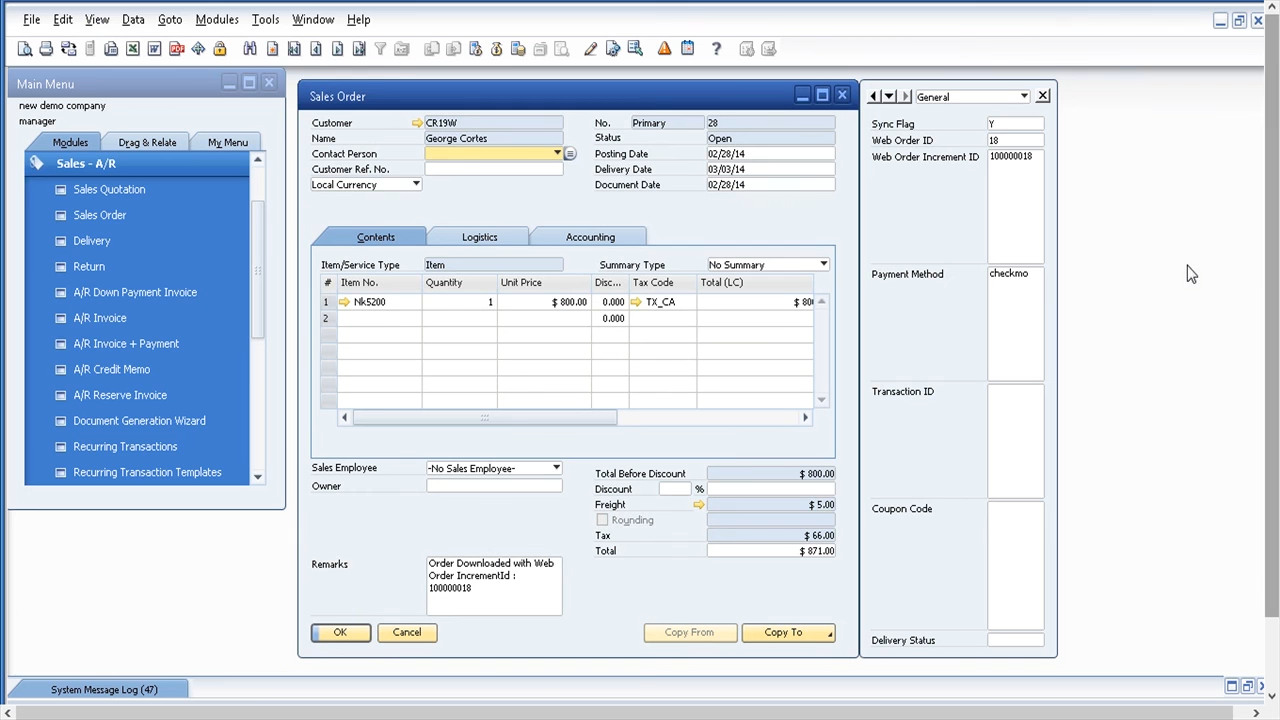 File Edit View Data Goto Modules Tools Window Help
Main Menu
new demo company
manager
Modules Drag & Relate My Menu
Sales - A/R
Sales Quotation
Sales Order
Delivery
Return
A/R Down Payment Invoice
A/R Invoice
A/R Invoice + Payment
A/R Credit Memo
A/R Reserve Invoice
Document Generation Wizard
Recurring Transactions
Recurring Transaction Templates
Sales Order
Customer CR19W No. Primary 28
Name George Cortes Status Open
Contact Person Posting Date 02/28/14
Customer Ref. No. Delivery Date 03/03/14
Local Currency Document Date 02/28/14
Contents Logistics Accounting
Item/Service Type Item Summary Type No Summary
# Item No. Quantity Unit Price Disc... Tax Code Total (LC)
1 Nk5200 1 $ 800.00 0.000 TX_CA $ 80
2 0.000
Sales Employee -No Sales Employee- Total Before Discount $ 800.00
Owner Discount %
Freight $ 5.00
Rounding
Tax $ 66.00
Total $ 871.00
Remarks Order Downloaded with Web
Order IncrementId :
100000018
OK Cancel Copy From Copy To
General
Sync Flag Y
Web Order ID 18
Web Order Increment ID 100000018
Payment Method checkmo
Transaction ID
Coupon Code
Delivery Status
System Message Log (47)